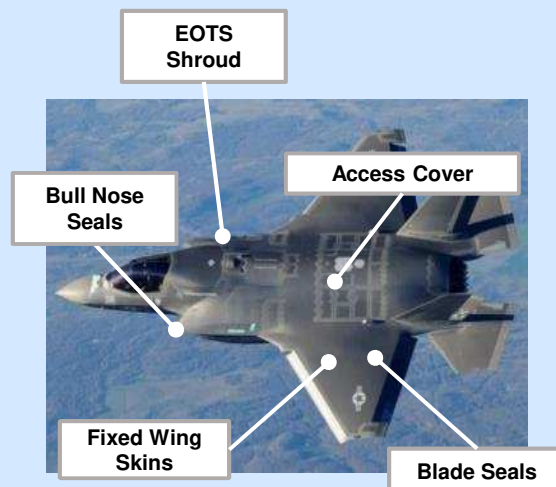 EOTS
Shroud
Access Cover
Bull Nose
Seals
Fixed Wing
Skins
Blade Seals